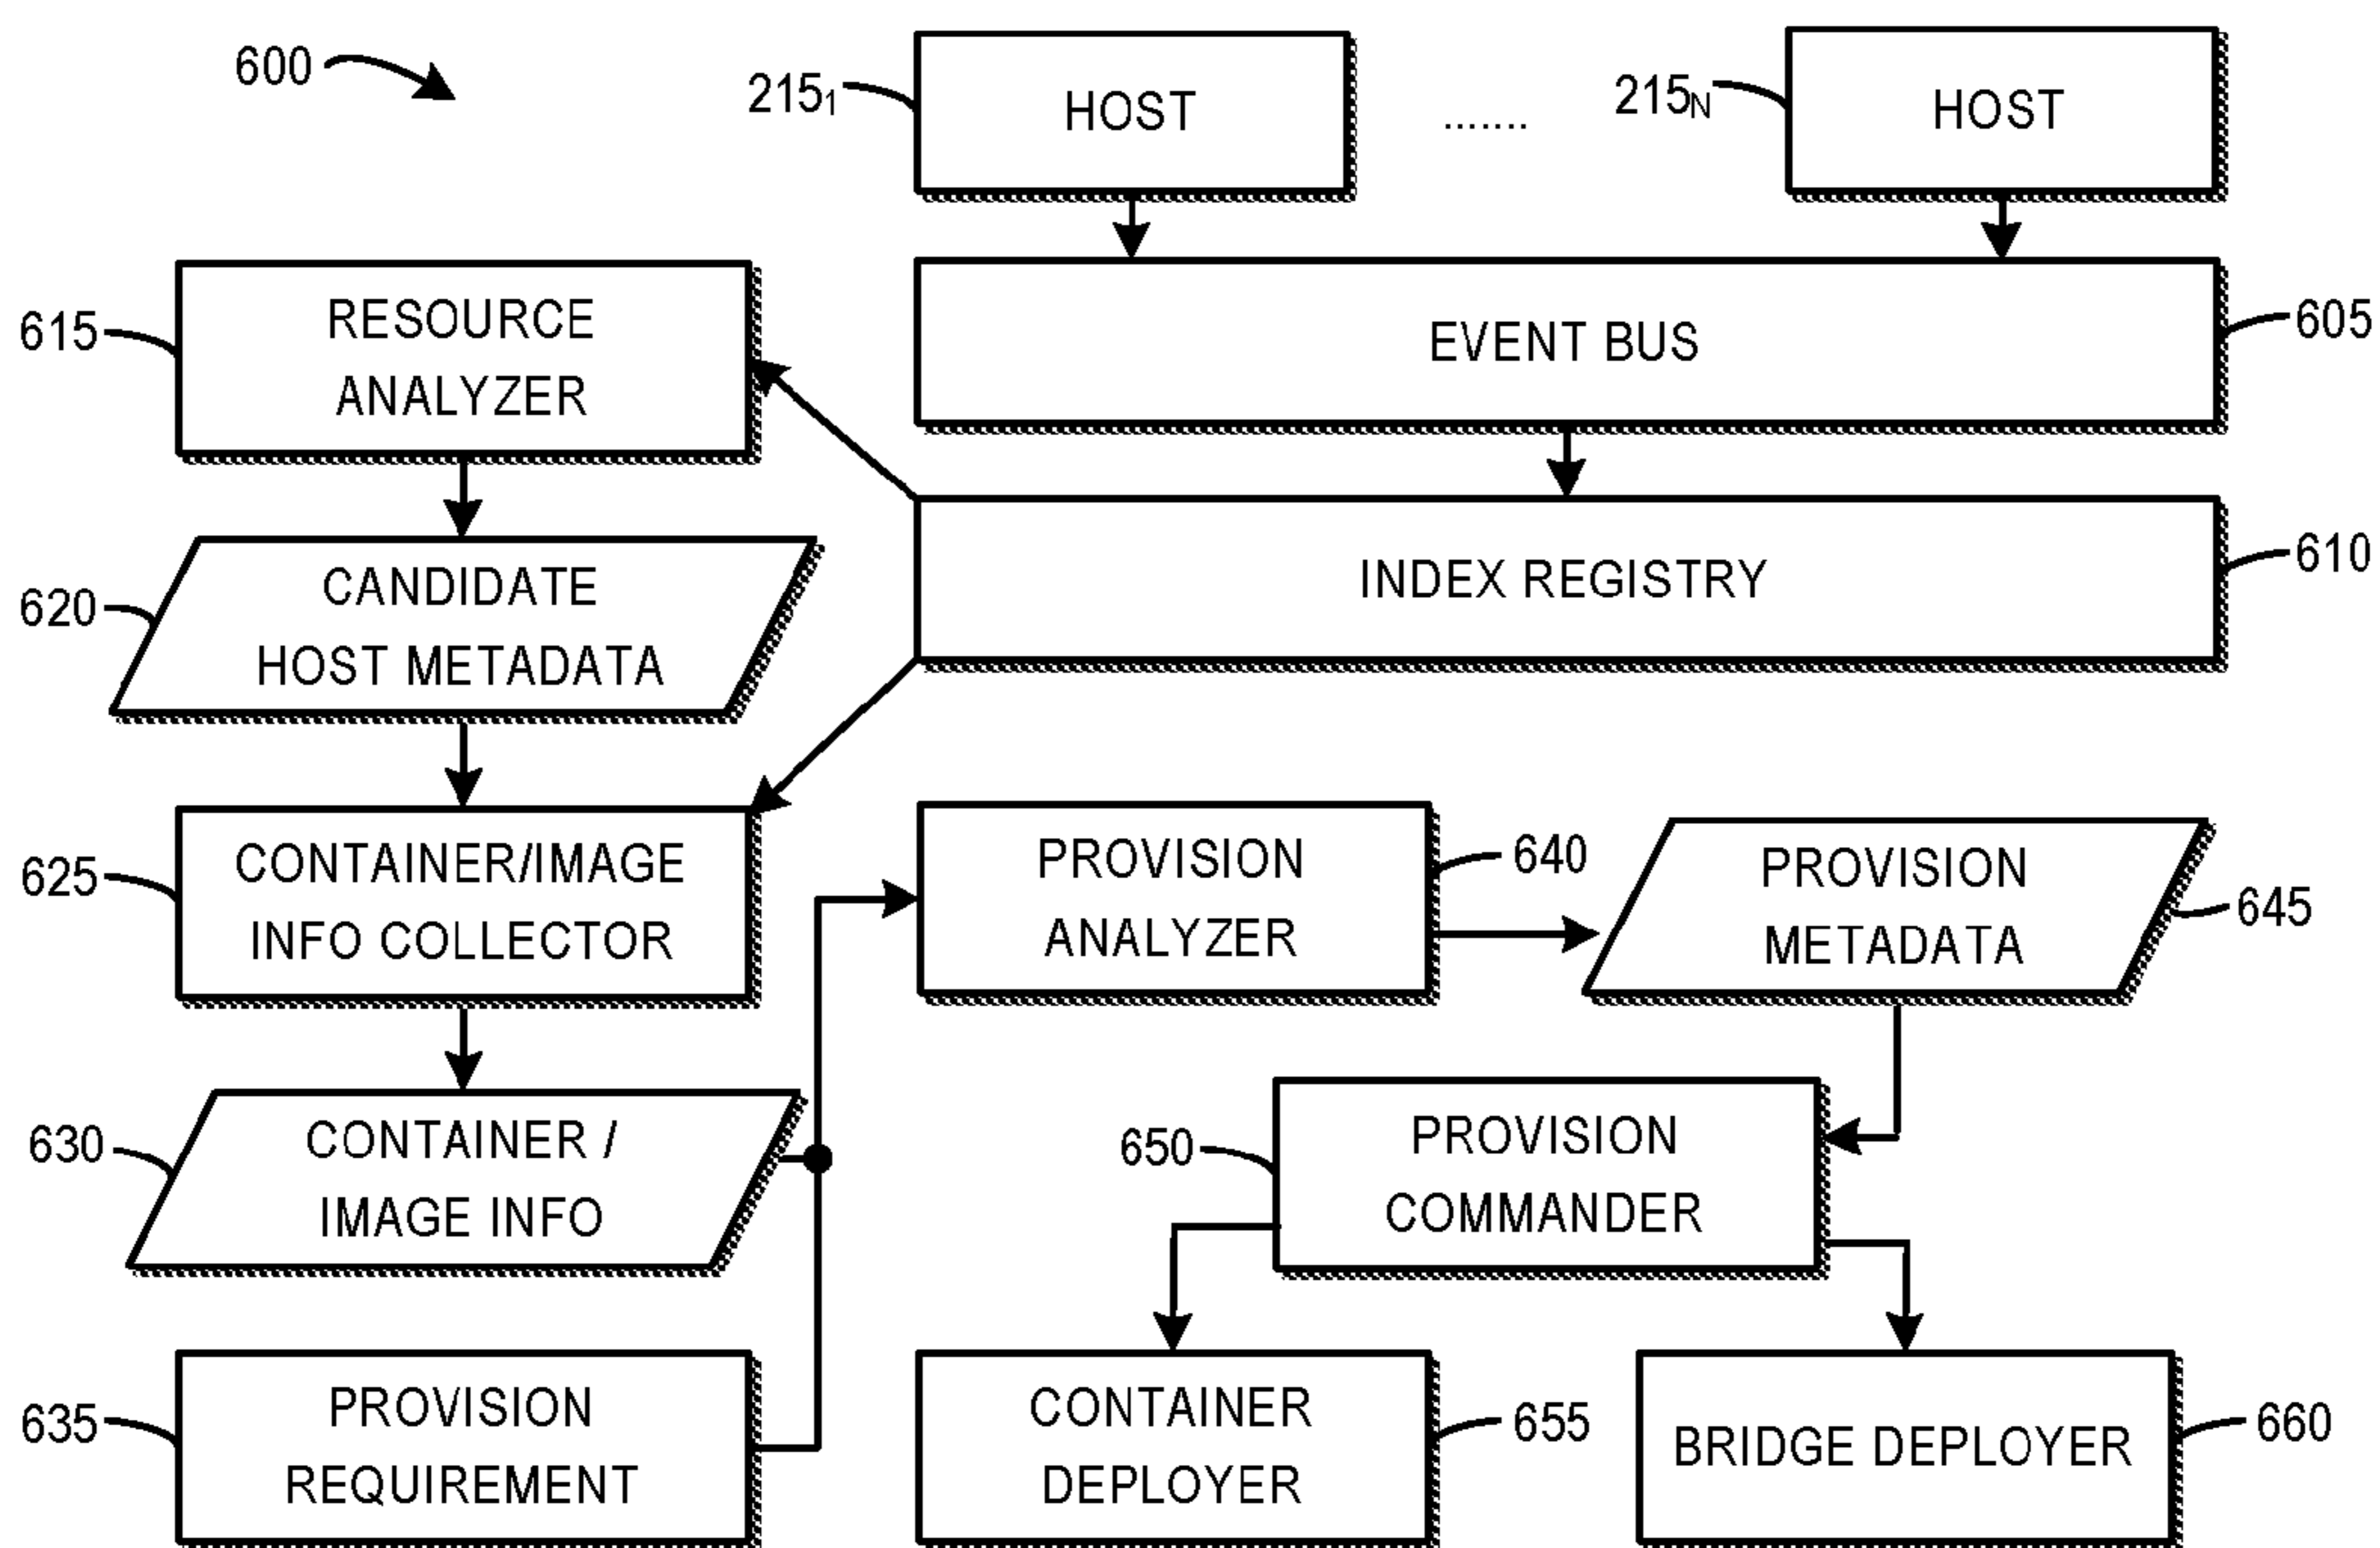 600
215₁
HOST
.......
215N
HOST
615
RESOURCE
ANALYZER
EVENT BUS
605
620
CANDIDATE
HOST METADATA
INDEX REGISTRY
610
625
CONTAINER/IMAGE
INFO COLLECTOR
PROVISION
ANALYZER
640
PROVISION
METADATA
645
630
CONTAINER /
IMAGE INFO
650
PROVISION
COMMANDER
635
PROVISION
REQUIREMENT
CONTAINER
DEPLOYER
655
BRIDGE DEPLOYER
660